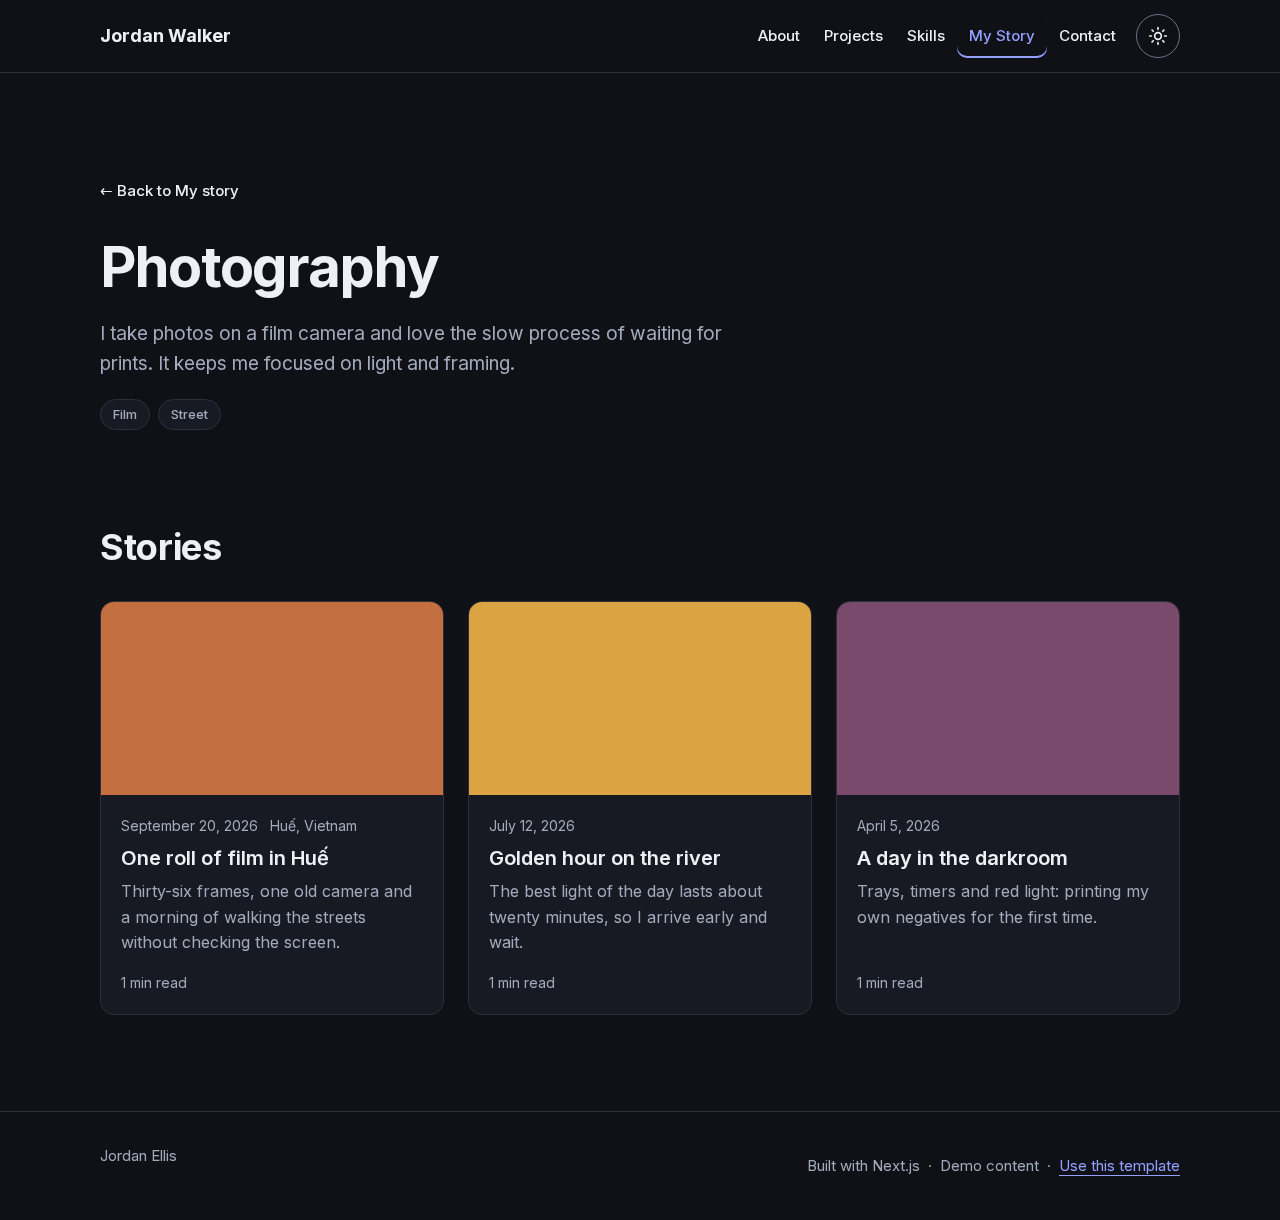 Jordan Walker
About Projects Skills My Story Contact
← Back to My story
Photography
I take photos on a film camera and love the slow process of waiting for
prints. It keeps me focused on light and framing.
Film Street
Stories
September 20, 2026 Huế, Vietnam
One roll of film in Huế
Thirty-six frames, one old camera and
a morning of walking the streets
without checking the screen.
1 min read
July 12, 2026
Golden hour on the river
The best light of the day lasts about
twenty minutes, so I arrive early and
wait.
1 min read
April 5, 2026
A day in the darkroom
Trays, timers and red light: printing my
own negatives for the first time.
1 min read
Jordan Ellis
Built with Next.js · Demo content · Use this template